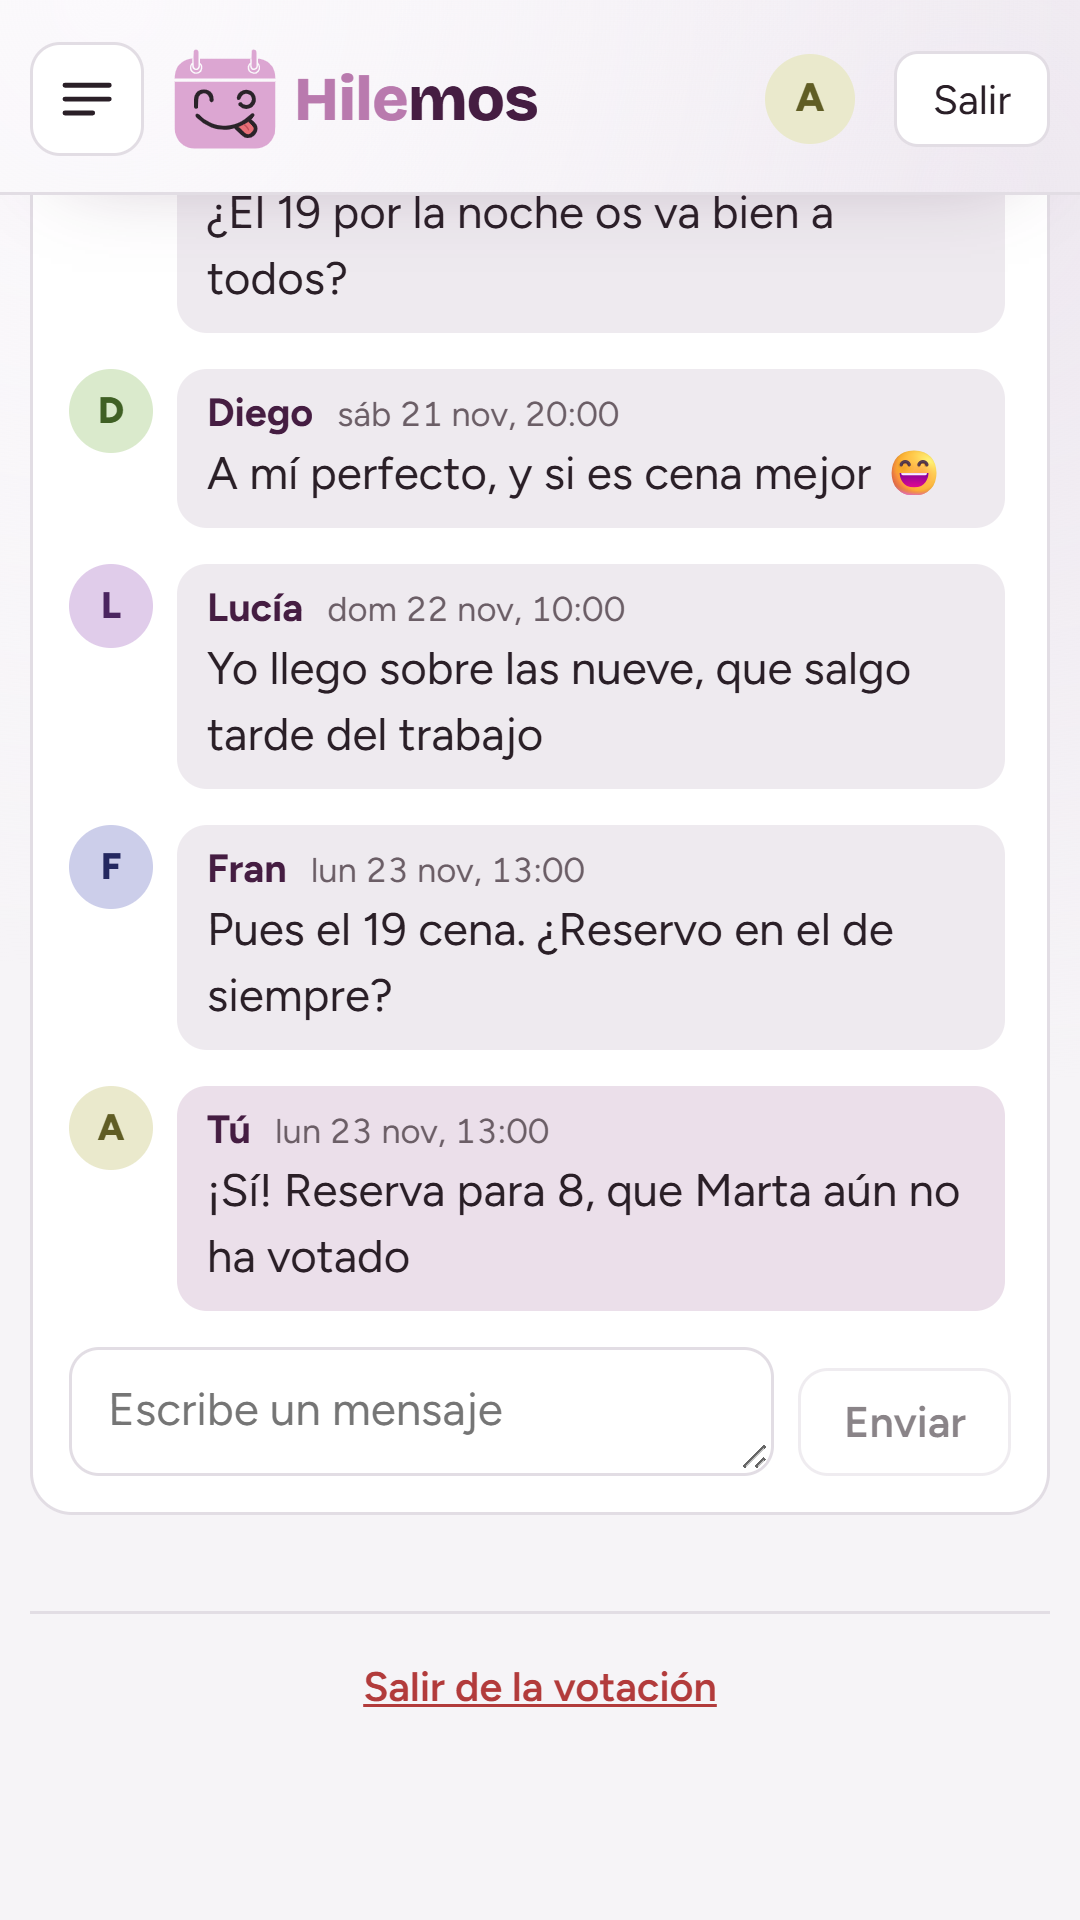 Hilemos
A
Salir
¿El 19 por la noche os va bien a
todos?
D
Diego sáb 21 nov, 20:00
A mí perfecto, y si es cena mejor 😄
L
Lucía dom 22 nov, 10:00
Yo llego sobre las nueve, que salgo
tarde del trabajo
F
Fran lun 23 nov, 13:00
Pues el 19 cena. ¿Reservo en el de
siempre?
A
Tú lun 23 nov, 13:00
¡Sí! Reserva para 8, que Marta aún no
ha votado
Escribe un mensaje
Enviar
Salir de la votación